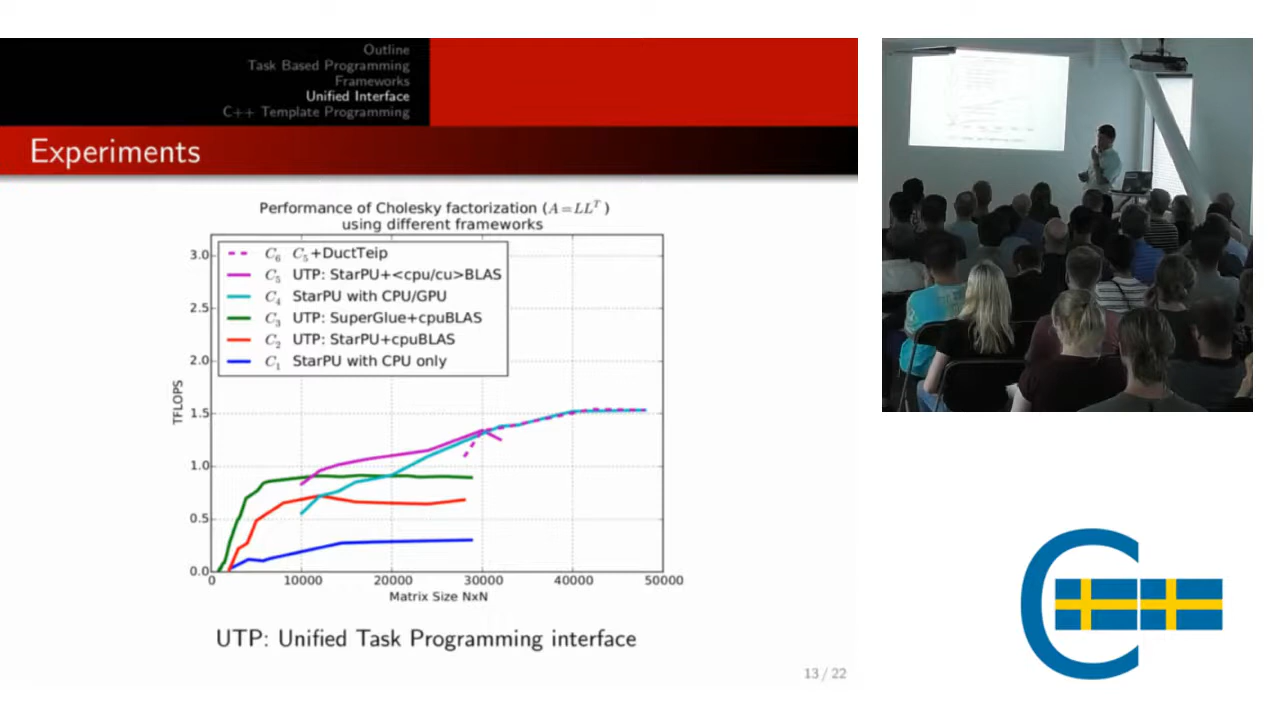 Outline
Task Based Programming
Frameworks
Unified Interface
C++ Template Programming
Experiments
Performance of Cholesky factorization (A=LL^T)
using different frameworks
3.0
2.5
2.0
1.5
1.0
0.5
0.0
TFLOPS
C₆ C₅+DuctTeip
C₅ UTP: StarPU+<cpu/cu>BLAS
C₄ StarPU with CPU/GPU
C₃ UTP: SuperGlue+cpuBLAS
C₂ UTP: StarPU+cpuBLAS
C₁ StarPU with CPU only
0 10000 20000 30000 40000 50000
Matrix Size NxN
UTP: Unified Task Programming interface
13 / 22
C